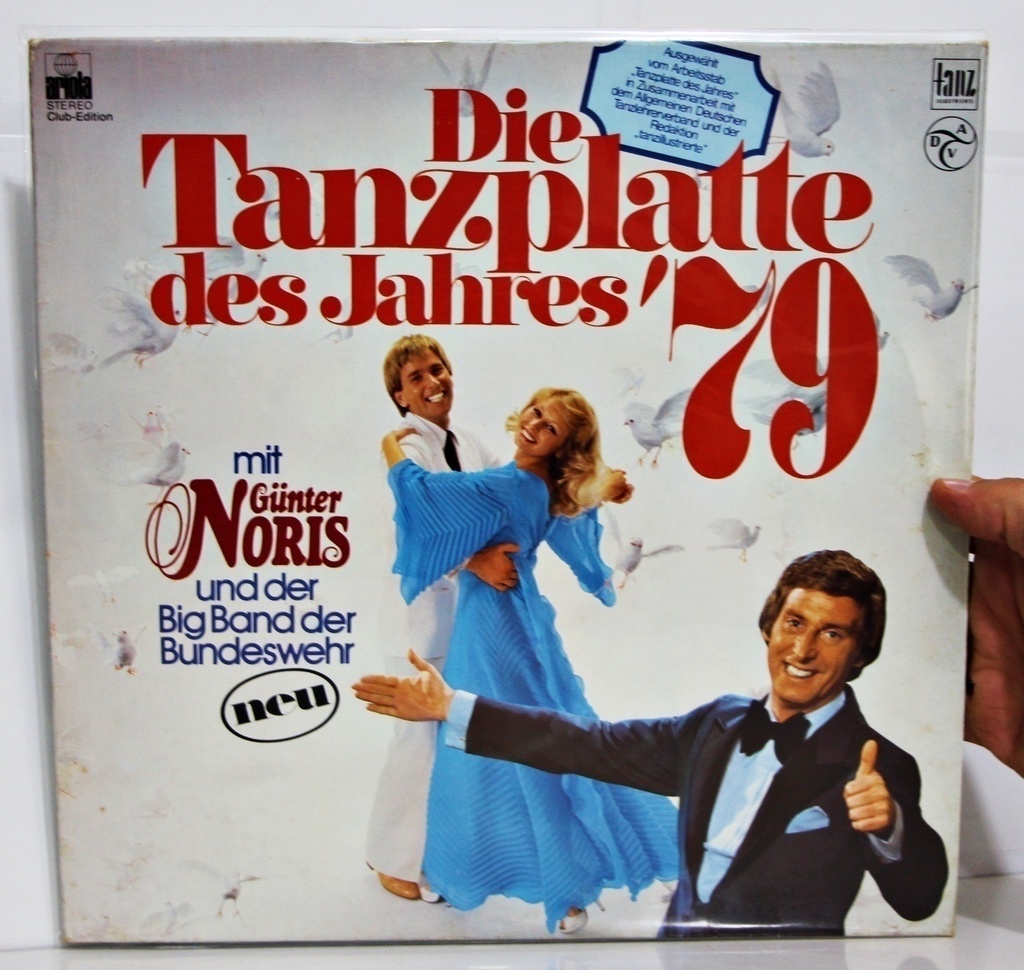 ariola
STEREO
Club-Edition
Ausgewählt
vom Arbeitsstab
„Tanzplatte des Jahres“
in Zusammenarbeit mit
dem Allgemeinen Deutschen
Tanzlehrerverband und der
Redaktion
„tanzillustrierte“
tanz
A
D
V
Die
Tanzplatte
des Jahres '79
mit
Günter
NORIS
und der
Big Band der
Bundeswehr
neu